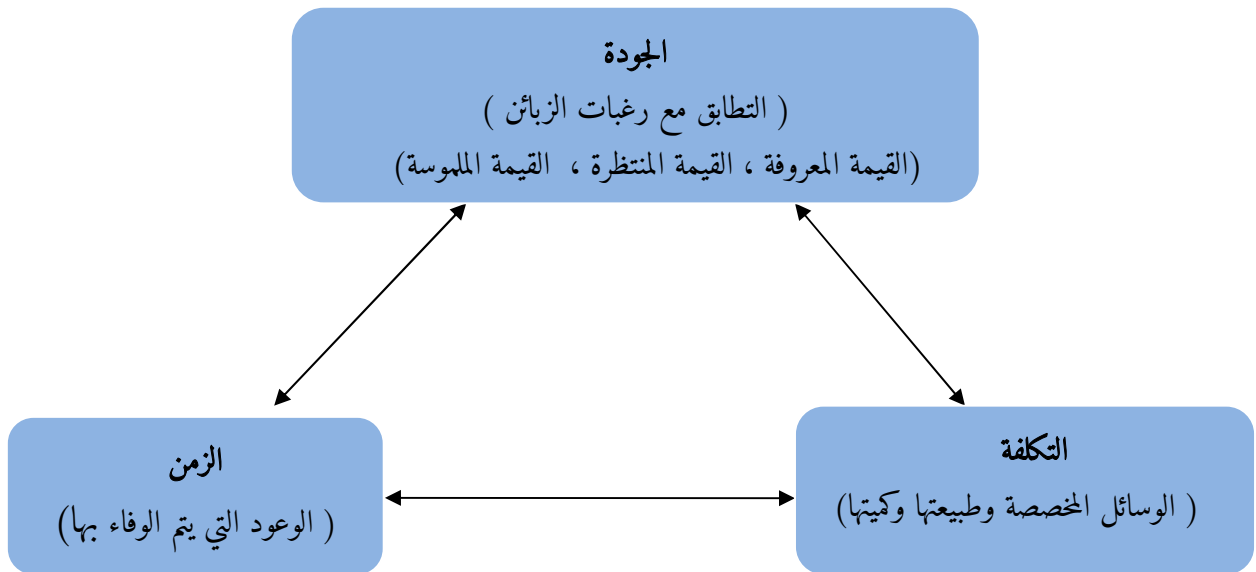 الجودة
( التطابق مع رغبات الزبائن )
(القيمة المعروفة ، القيمة المنتظرة ، القيمة الملموسة)
التكلفة
( الوسائل المخصصة وطبيعتها وكميتها)
الزمن
( الوعود التي يتم الوفاء بها)